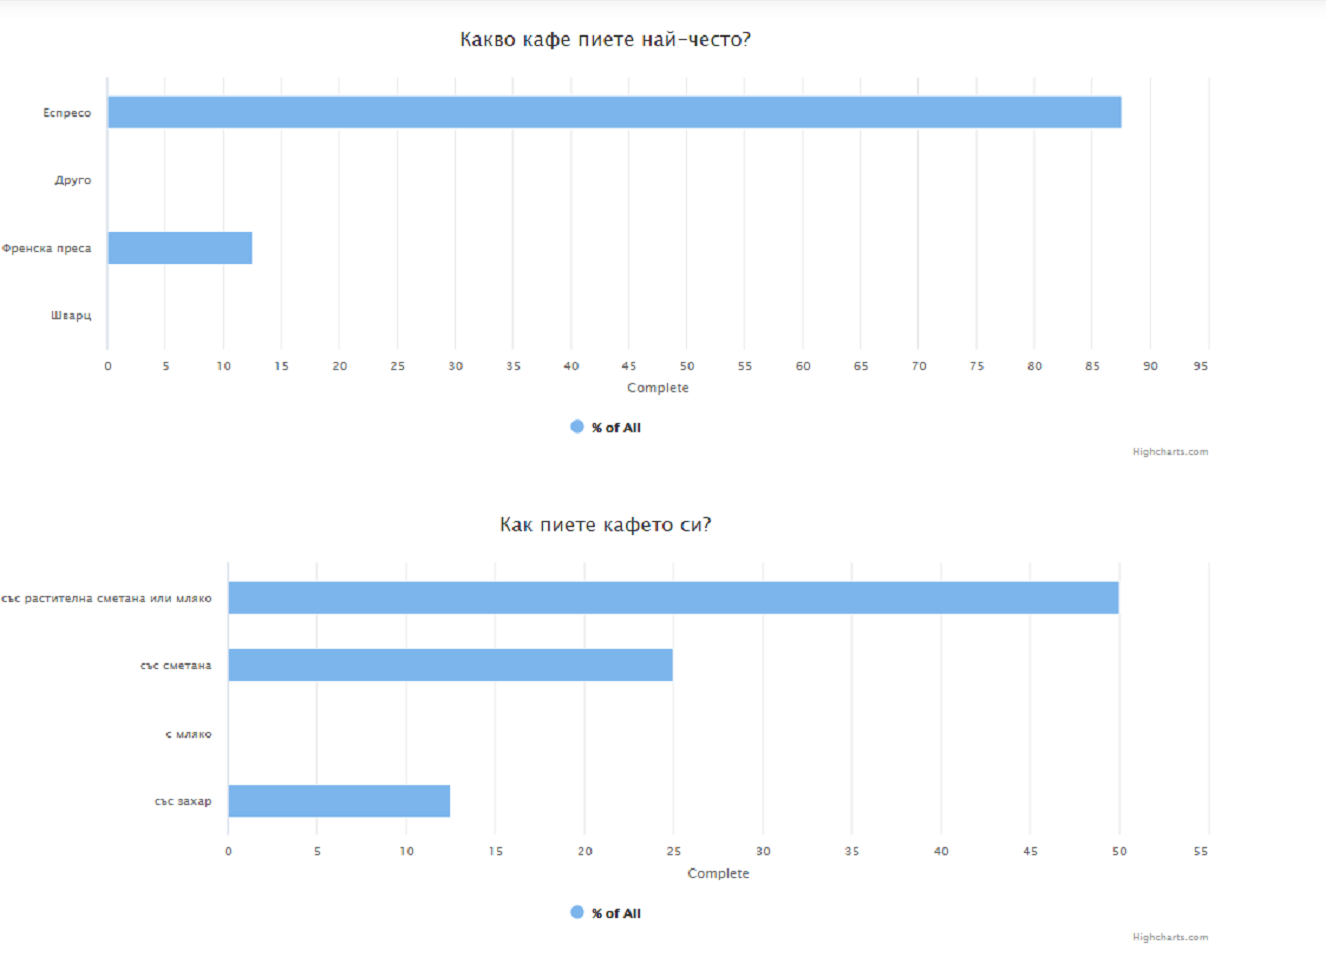 Какво кафе пиете най-често?
Еспресо
Друго
Френска преса
Шварц
0 5 10 15 20 25 30 35 40 45 50 55 60 65 70 75 80 85 90 95
Complete
% of All
Highcharts.com
Как пиете кафето си?
със растителна сметана или мляко
със сметана
с мляко
със захар
0 5 10 15 20 25 30 35 40 45 50 55
Complete
% of All
Highcharts.com